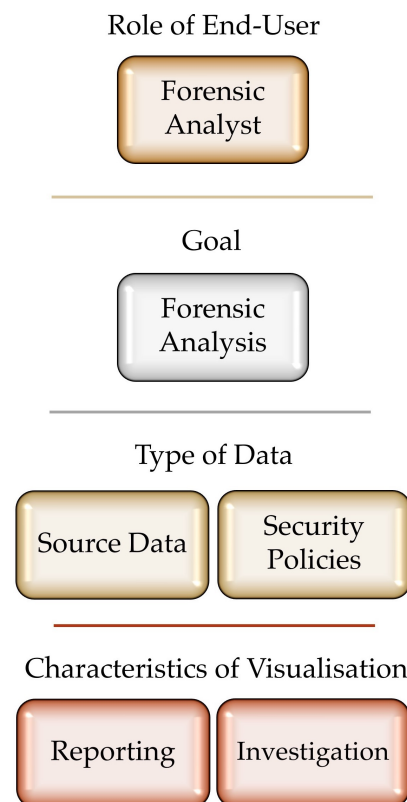 Role of End-User
Forensic
Analyst
Goal
Forensic
Analysis
Type of Data
Source Data
Security
Policies
Characteristics of Visualisation
Reporting
Investigation